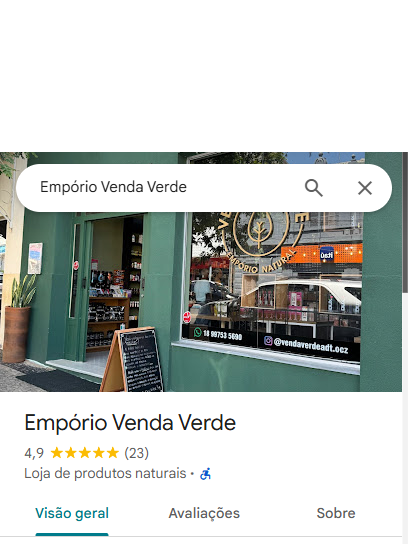 Empório Venda Verde
EMPÓRIO NATURAL
18 99753 5690
@vendaverdeadt.ocz
Empório Venda Verde
4,9 ★★★★★ (23)
Loja de produtos naturais ·
Visão geral Avaliações Sobre